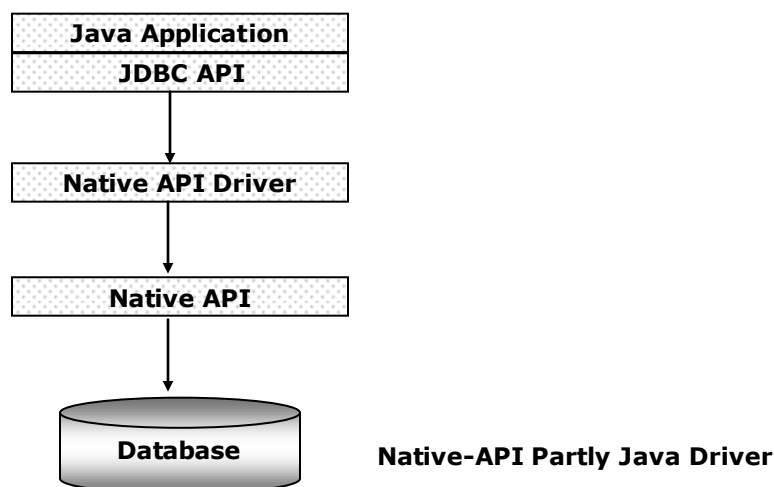 Java Application
JDBC API
Native API Driver
Native API
Database
Native-API Partly Java Driver